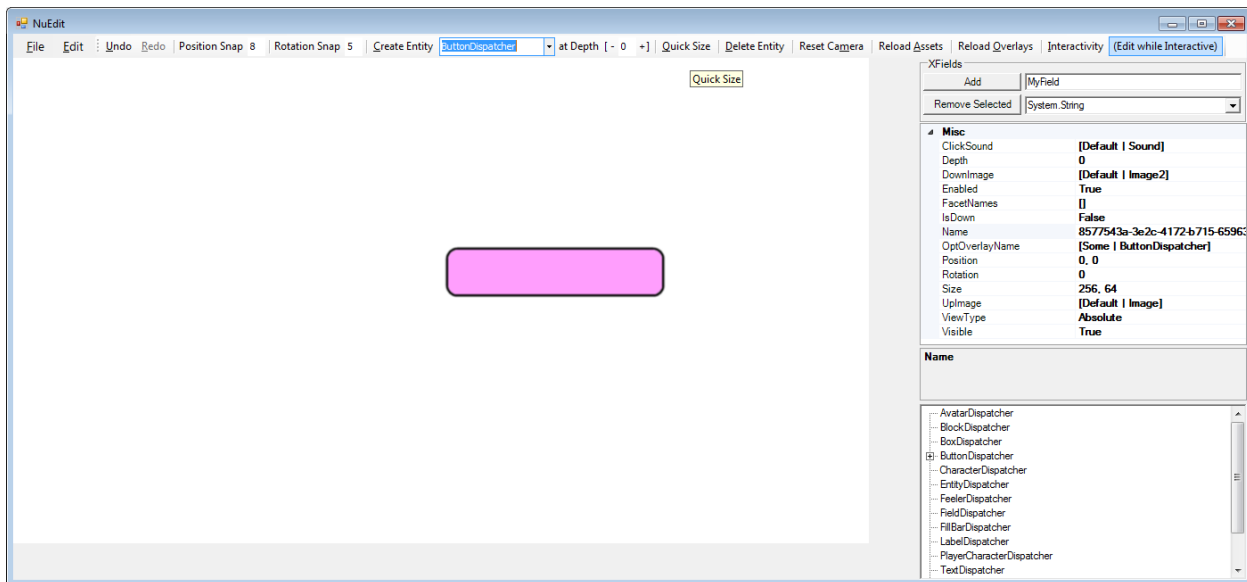 NuEdit
File Edit Undo Redo Position Snap 8 Rotation Snap 5 Create Entity ButtonDispatcher at Depth [ - 0 +] Quick Size Delete Entity Reset Camera Reload Assets Reload Overlays Interactivity (Edit while Interactive)
Quick Size
XFields
Add MyField
Remove Selected System.String
Misc
ClickSound [Default | Sound]
Depth 0
DownImage [Default | Image2]
Enabled True
FacetNames []
IsDown False
Name 8577543a-3e2c-4172-b715-65963
OptOverlayName [Some | ButtonDispatcher]
Position 0, 0
Rotation 0
Size 256, 64
UpImage [Default | Image]
ViewType Absolute
Visible True
Name
AvatarDispatcher
BlockDispatcher
BoxDispatcher
ButtonDispatcher
CharacterDispatcher
EntityDispatcher
FeelerDispatcher
FieldDispatcher
FillBarDispatcher
LabelDispatcher
PlayerCharacterDispatcher
TextDispatcher